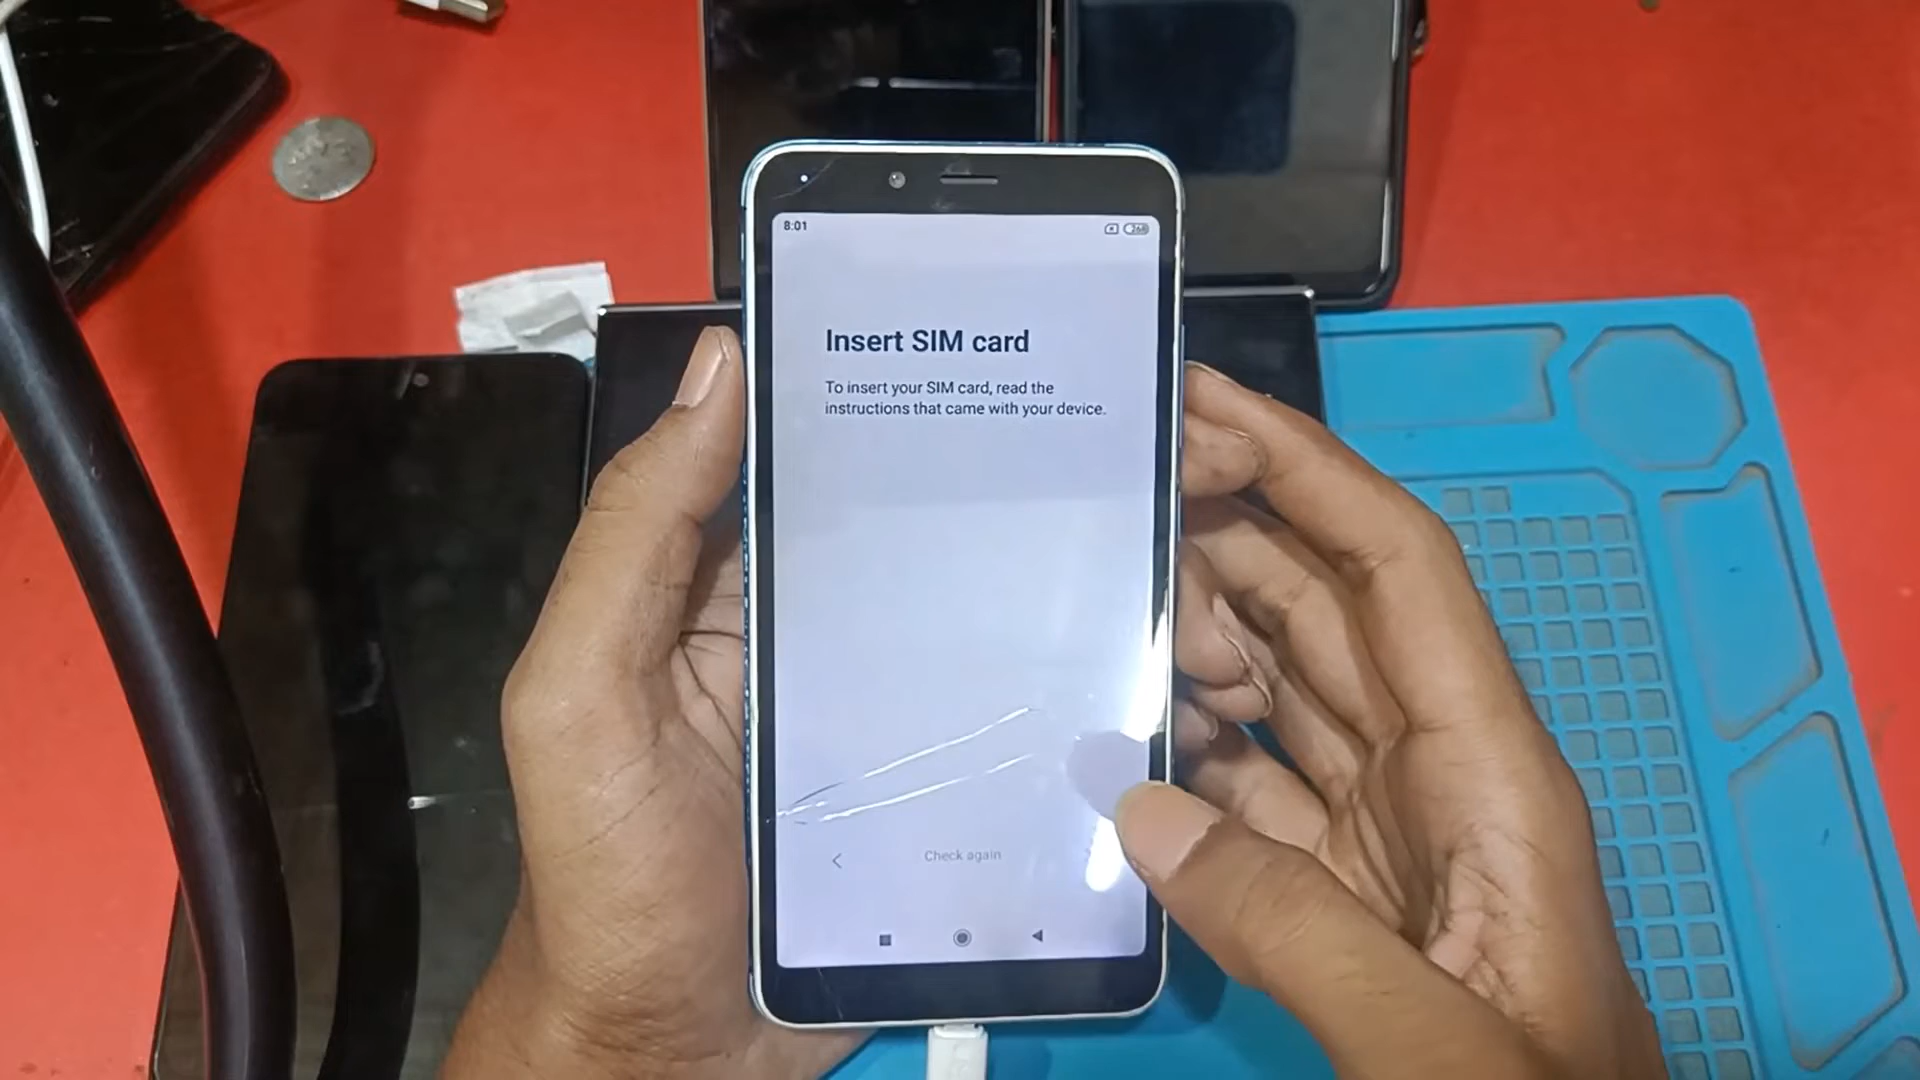 8:01
Insert SIM card
To insert your SIM card, read the
instructions that came with your device.
Check again